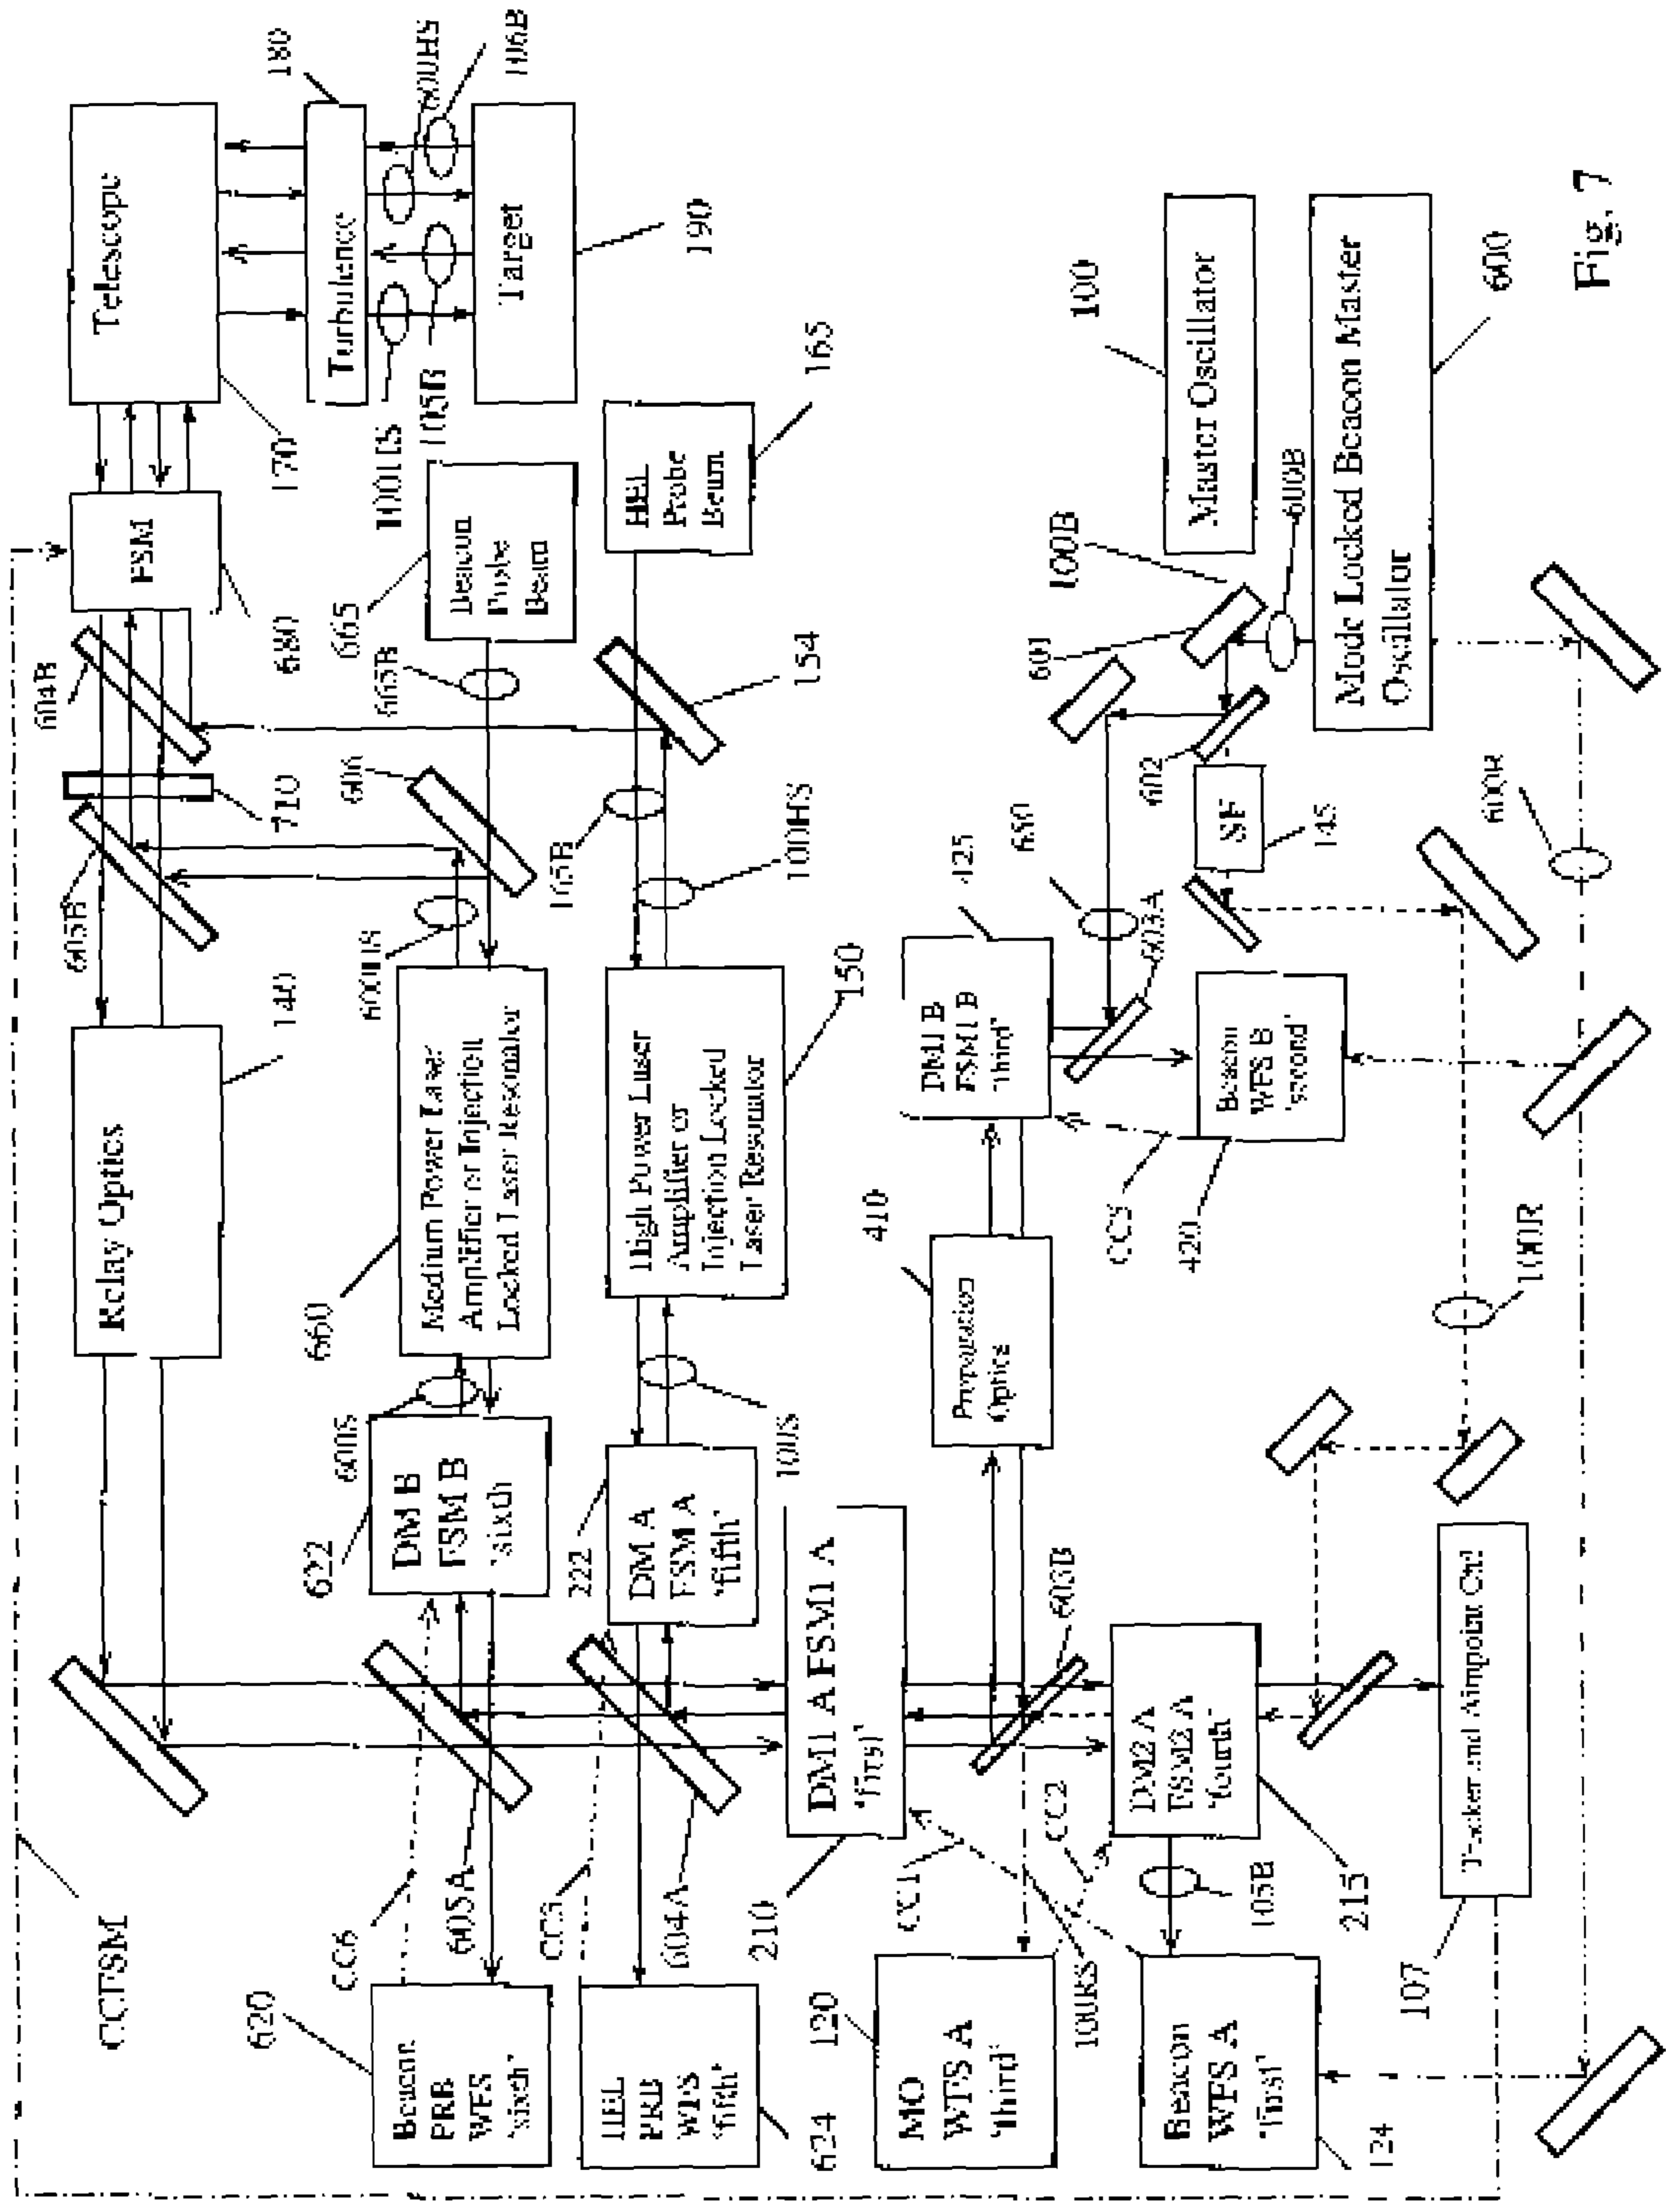 CCFSM
Relay Optics
140
605B
710
604B
FSM
680
Telescope
170
180
Turbulence
600HS
106B
105B
Target
190
CC6
622
DM B
FSM B
'sixth'
600S
660
Medium Power Laser
Amplifier or Injection
Locked Laser Resonator
600HS
606
665B
665
Beacon
Probe
Beam
620
Beacon
PRB
WFS
'sixth'
605A
CC5
222
DM A
FSM A
'fifth'
100S
High Power Laser
Amplifier or
Injection Locked
Laser Resonator
150
165B
100HS
154
HEL
Probe
Beam
165
HEL
PRB
WFS
'fifth'
624
604A
210
DM1 A FSM1 A
'first'
410
Preparation
Optics
425
DM1 B
FSM1 B
'third'
650
603A
601
100B
100
Master Oscillator
120
MO
WFS A
'third'
CC1
CC2
603B
CC3
420
Beacon
WFS B
'second'
602
SF
145
600B
Mode Locked Beacon Master
Oscillator
600
100RS
Beacon
WFS A
'first'
124
105B
DM2 A
FSM2 A
'fourth'
215
100R
600R
107
Tracker and Aimpoint Ctrl
Fig. 7